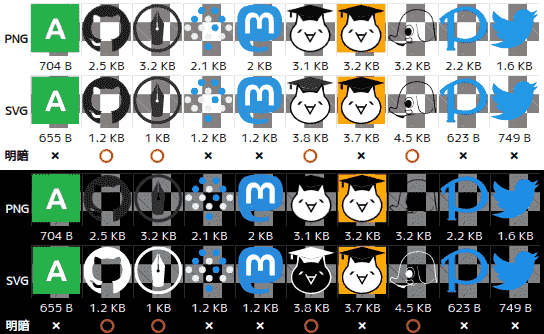 PNG
704 B 2.5 KB 3.2 KB 2.1 KB 2 KB 3.1 KB 3.2 KB 3.2 KB 2.2 KB 1.6 KB
SVG
655 B 1.2 KB 1 KB 1.2 KB 1.2 KB 3.8 KB 3.7 KB 4.5 KB 623 B 749 B
明暗 × ○ ○ × × ○ × ○ × ×
PNG
704 B 2.5 KB 3.2 KB 2.1 KB 2 KB 3.1 KB 3.2 KB 3.2 KB 2.2 KB 1.6 KB
SVG
655 B 1.2 KB 1 KB 1.2 KB 1.2 KB 3.8 KB 3.7 KB 4.5 KB 623 B 749 B
明暗 × ○ ○ × × ○ × ○ × ×